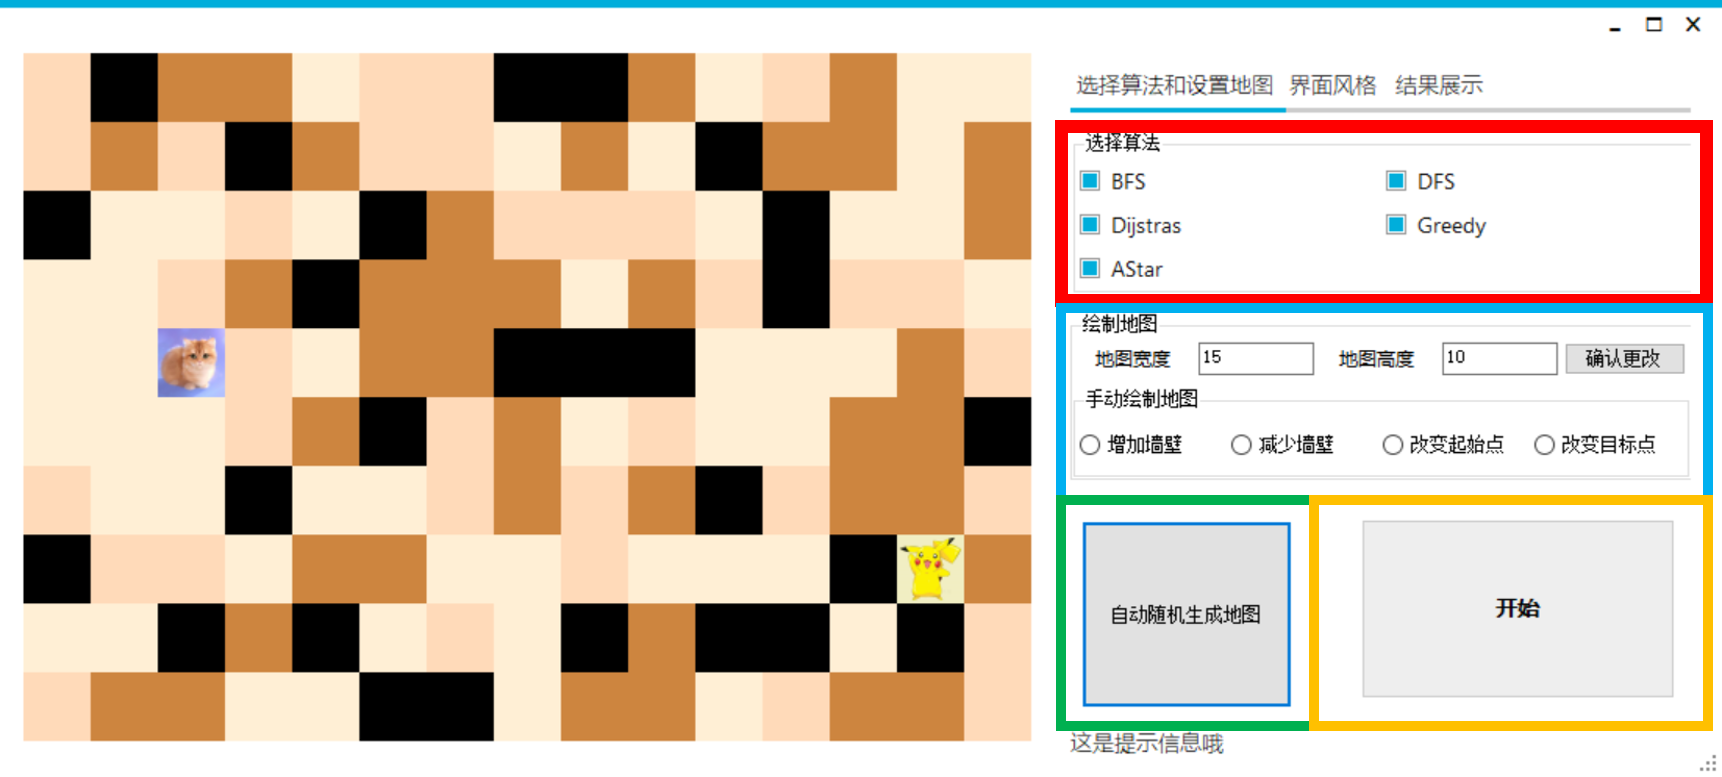 选择算法和设置地图 界面风格 结果展示
选择算法
BFS DFS
Dijstras Greedy
AStar
绘制地图
地图宽度 15 地图高度 10 确认更改
手动绘制地图
增加墙壁 减少墙壁 改变起始点 改变目标点
自动随机生成地图 开始
这是提示信息哦